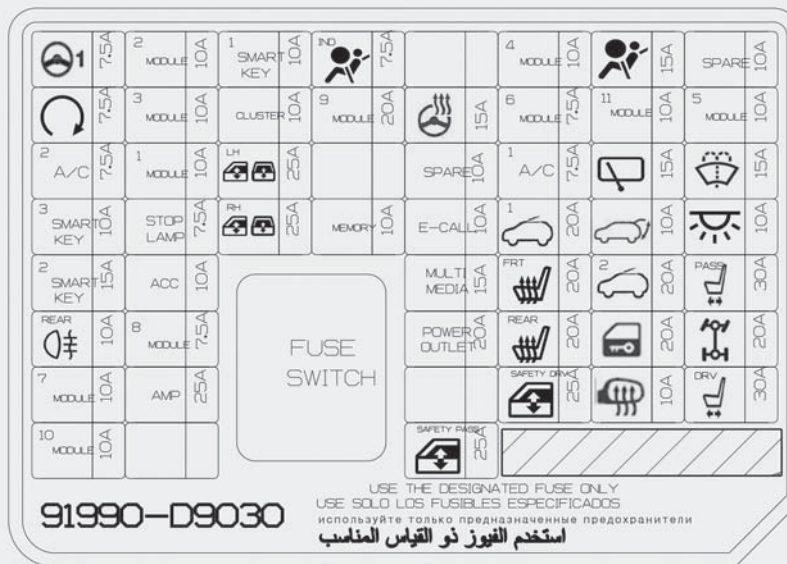 1 7.5A 2 MODULE 10A 1 SMART KEY 10A IND 7.5A 4 MODULE 10A 15A SPARE 10A
7.5A 3 MODULE 10A CLUSTER 10A 9 MODULE 20A 15A 6 MODULE 7.5A 11 MODULE 10A 5 MODULE 10A
2 A/C 7.5A 1 MODULE 10A LH 25A SPARE 10A 1 A/C 7.5A 15A 15A
3 SMART KEY 10A STOP LAMP 7.5A RH 25A MEMORY 10A E-CALL 10A 1 20A 10A 10A
2 SMART KEY 15A ACC 10A MULTI MEDIA 15A FRT 20A 2 20A PASS 30A
REAR 10A 8 MODULE 7.5A FUSE SWITCH POWER OUTLET 20A REAR 20A 20A 20A
7 MODULE 10A AMP 25A SAFETY DRV 25A 10A DRV 30A
10 MODULE 10A SAFETY PASS 25A
USE THE DESIGNATED FUSE ONLY
USE SOLO LOS FUSIBLES ESPECIFICADOS
используйте только предназначенные предохранители
استخدم الفيوز ذو القياس المناسب
91990-D9030